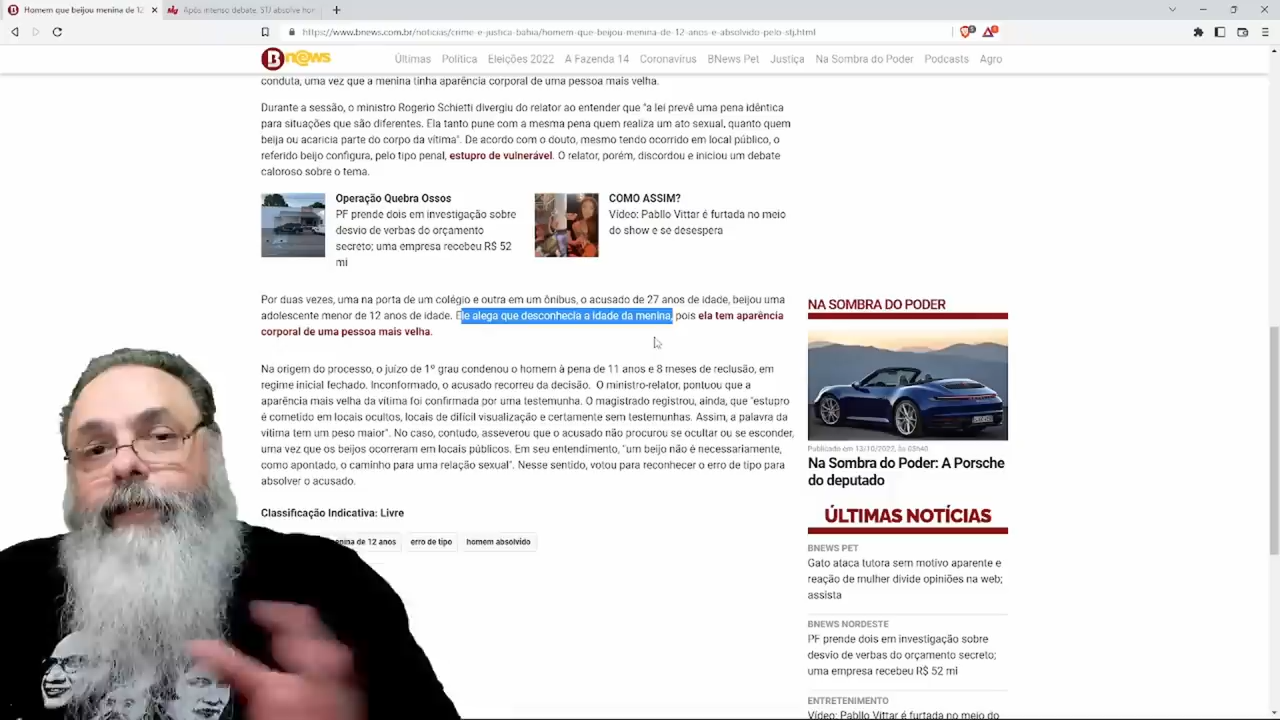 Homem que beijou menina de 12
Após intenso debate, STJ absolve hom
https://www.bnews.com.br/noticias/crime-e-justica-bahia/homem-que-beijou-menina-de-12-anos-e-absolvido-pelo-stj.html
Bnews
Últimas Política Eleições 2022 A Fazenda 14 Coronavírus BNews Pet Justiça Na Sombra do Poder Podcasts Agro
conduta, uma vez que a menina tinha aparência corporal de uma pessoa mais velha.
Durante a sessão, o ministro Rogerio Schietti divergiu do relator ao entender que "a lei prevê uma pena idêntica
para situações que são diferentes. Ela tanto pune com a mesma pena quem realiza um ato sexual, quanto quem
beija ou acaricia parte do corpo da vítima". De acordo com o douto, mesmo tendo ocorrido em local público, o
referido beijo configura, pelo tipo penal, estupro de vulnerável. O relator, porém, discordou e iniciou um debate
caloroso sobre o tema.
Operação Quebra Ossos
PF prende dois em investigação sobre
desvio de verbas do orçamento
secreto; uma empresa recebeu R$ 52
mi
COMO ASSIM?
Vídeo: Pabllo Vittar é furtada no meio
do show e se desespera
Por duas vezes, uma na porta de um colégio e outra em um ônibus, o acusado de 27 anos de idade, beijou uma
adolescente menor de 12 anos de idade. Ele alega que desconhecia a idade da menina, pois ela tem aparência
corporal de uma pessoa mais velha.
Na origem do processo, o juízo de 1º grau condenou o homem à pena de 11 anos e 8 meses de reclusão, em
regime inicial fechado. Inconformado, o acusado recorreu da decisão. O ministro-relator, pontuou que a
aparência mais velha da vítima foi confirmada por uma testemunha. O magistrado registrou, ainda, que "estupro
é cometido em locais ocultos, locais de difícil visualização e certamente sem testemunhas. Assim, a palavra da
vítima tem um peso maior". No caso, contudo, asseverou que o acusado não procurou se ocultar ou se esconder,
uma vez que os beijos ocorreram em locais públicos. Em seu entendimento, "um beijo não é necessariamente,
como apontado, o caminho para uma relação sexual". Nesse sentido, votou para reconhecer o erro de tipo para
absolver o acusado.
Classificação Indicativa: Livre
enina de 12 anos erro de tipo homem absolvido
NA SOMBRA DO PODER
Publicado em 13/10/2022, às 03h40
Na Sombra do Poder: A Porsche
do deputado
ÚLTIMAS NOTÍCIAS
BNEWS PET
Gato ataca tutora sem motivo aparente e
reação de mulher divide opiniões na web;
assista
BNEWS NORDESTE
PF prende dois em investigação sobre
desvio de verbas do orçamento secreto;
uma empresa recebeu R$ 52 mi
ENTRETENIMENTO
Vídeo: Pabllo Vittar é furtada no meio do